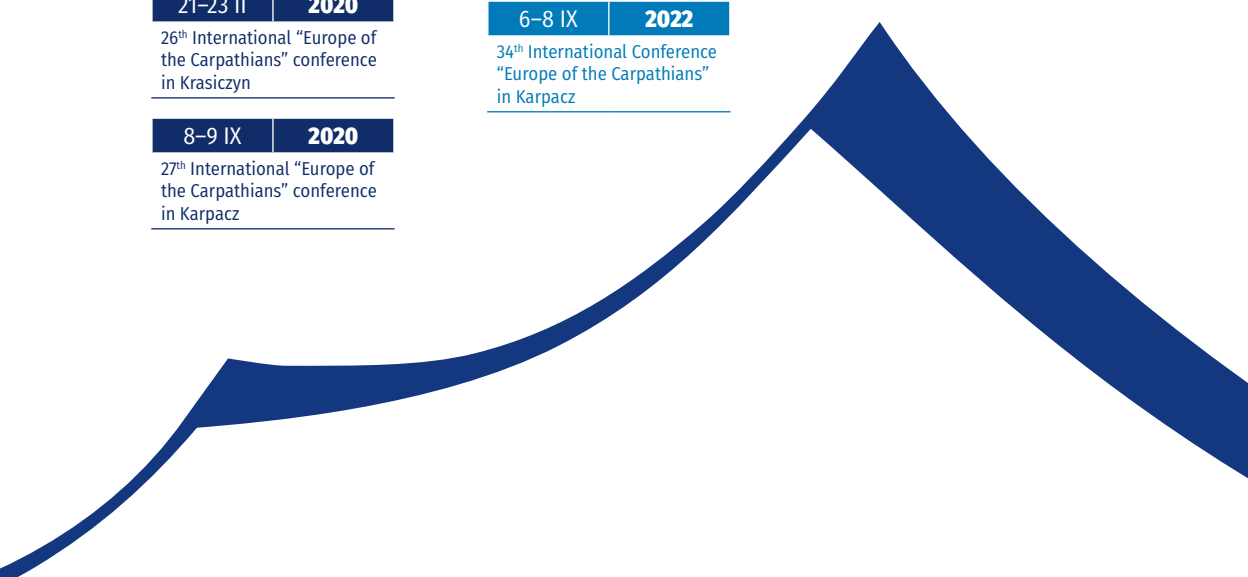 21–23 II 2020
26th International “Europe of
the Carpathians” conference
in Krasiczyn
8–9 IX 2020
27th International “Europe of
the Carpathians” conference
in Karpacz
6–8 IX 2022
34th International Conference
“Europe of the Carpathians”
in Karpacz